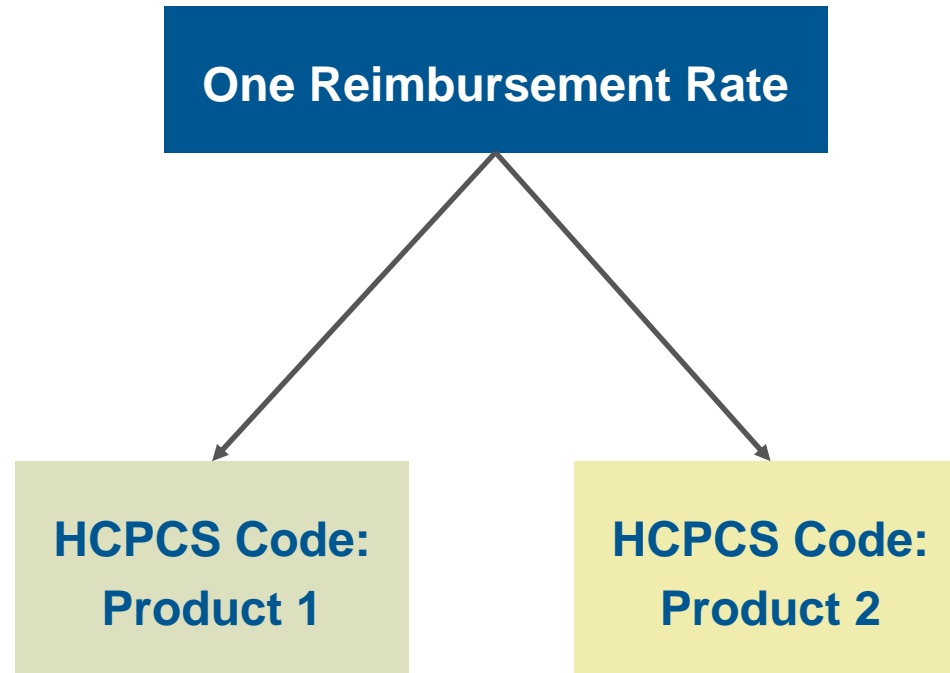 One Reimbursement Rate
HCPCS Code:
Product 1
HCPCS Code:
Product 2